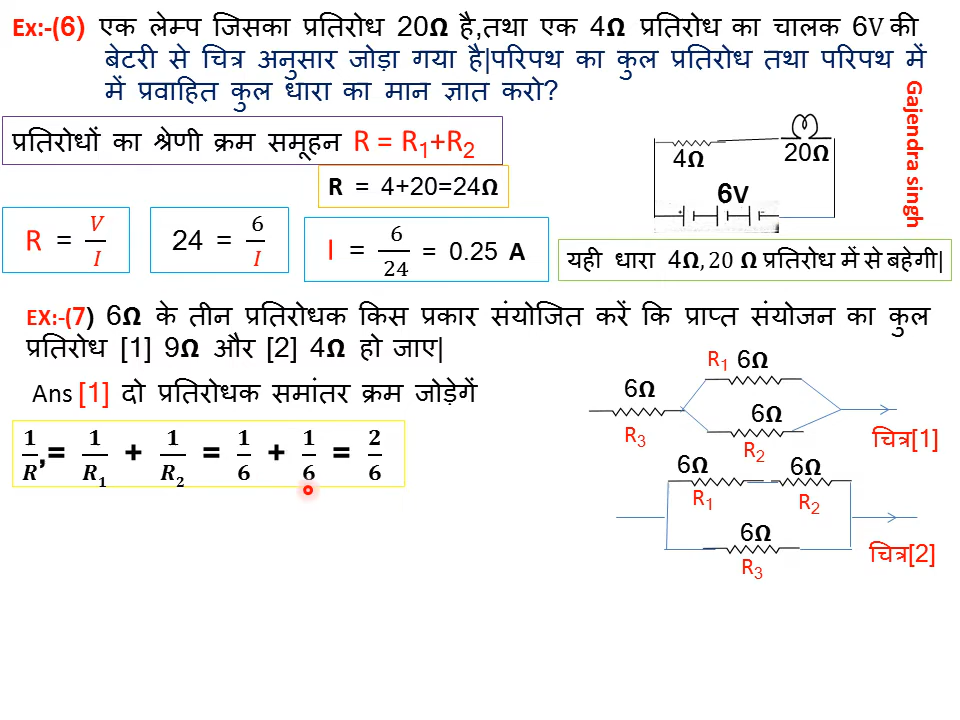 Ex:-(6) एक लेम्प जिसका प्रतिरोध 20Ω है,तथा एक 4Ω प्रतिरोध का चालक 6V की
बेटरी से चित्र अनुसार जोड़ा गया है|परिपथ का कुल प्रतिरोध तथा परिपथ में
में प्रवाहित कुल धारा का मान ज्ञात करो?
प्रतिरोधों का श्रेणी क्रम समूहन R = R₁+R₂
R = 4+20=24Ω
R = V/I
24 = 6/I
I = 6/24 = 0.25 A
4Ω
20Ω
6V
यही धारा 4Ω, 20 Ω प्रतिरोध में से बहेगी|
Gajendra singh
EX:-(7) 6Ω के तीन प्रतिरोधक किस प्रकार संयोजित करें कि प्राप्त संयोजन का कुल
प्रतिरोध [1] 9Ω और [2] 4Ω हो जाए|
Ans [1] दो प्रतिरोधक समांतर क्रम जोड़ेगें
1/R,= 1/R₁ + 1/R₂ = 1/6 + 1/6 = 2/6
R₁ 6Ω
6Ω
R₃
6Ω
R₂
चित्र[1]
6Ω
R₁
6Ω
R₂
6Ω
R₃
चित्र[2]